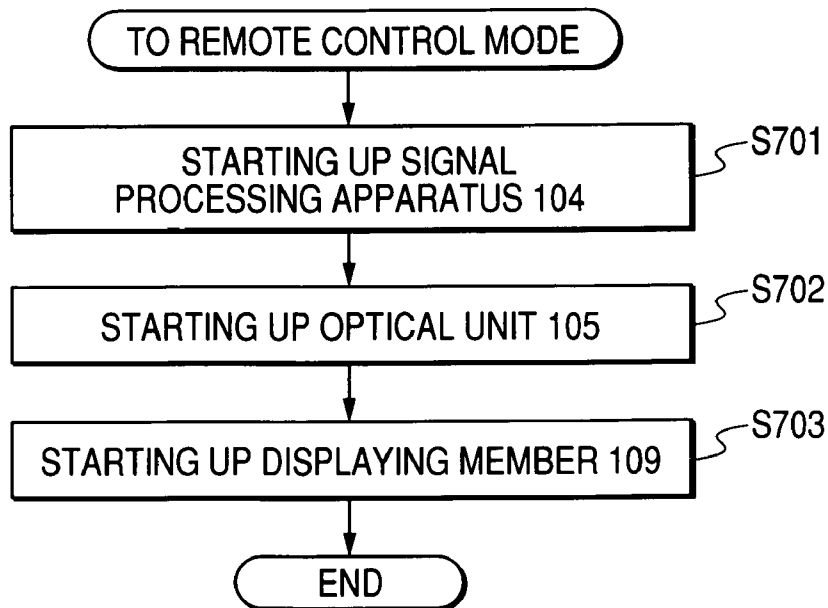 TO REMOTE CONTROL MODE
STARTING UP SIGNAL
PROCESSING APPARATUS 104
S701
STARTING UP OPTICAL UNIT 105
S702
STARTING UP DISPLAYING MEMBER 109
S703
END